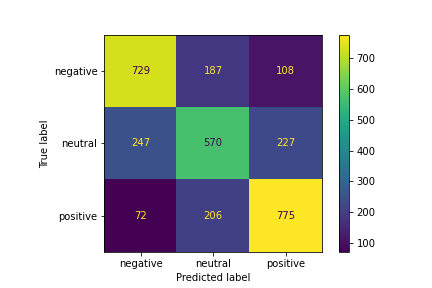 negative 729 187 108
neutral 247 570 227
positive 72 206 775
negative neutral positive
Predicted label
True label
700
600
500
400
300
200
100